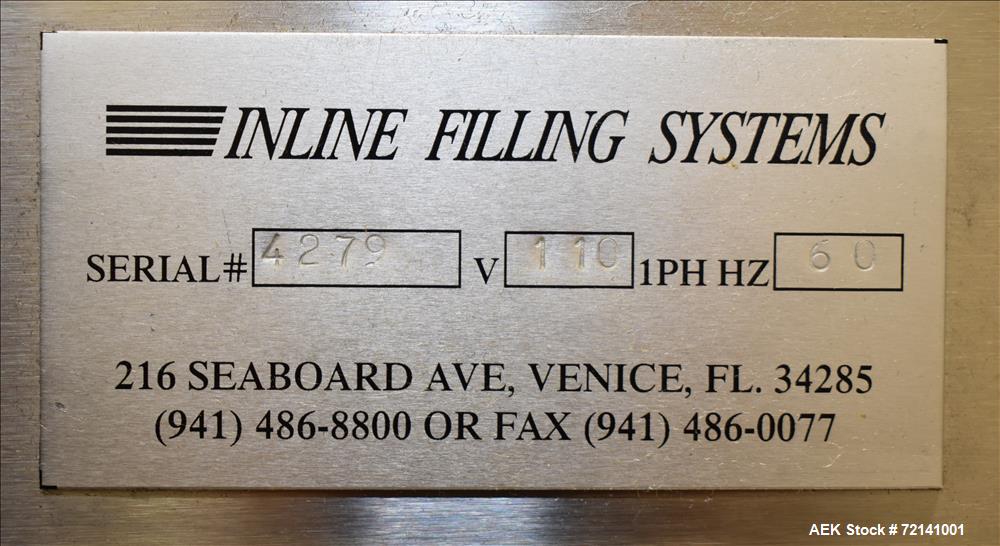 INLINE FILLING SYSTEMS
SERIAL# 4279 V 110 1PH HZ 60
216 SEABOARD AVE, VENICE, FL. 34285
(941) 486-8800 OR FAX (941) 486-0077
AEK Stock # 72141001